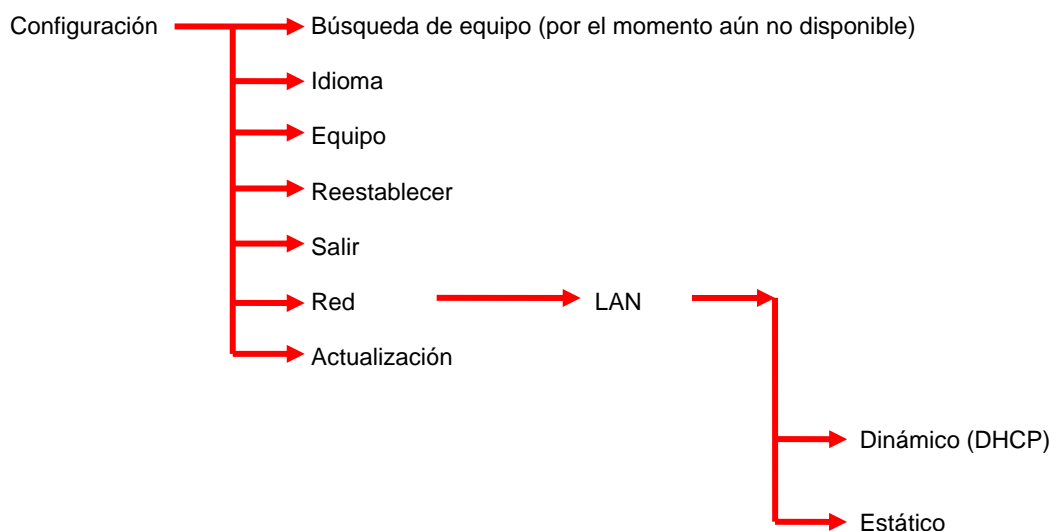 Configuración
Búsqueda de equipo (por el momento aún no disponible)
Idioma
Equipo
Reestablecer
Salir
Red
LAN
Actualización
Dinámico (DHCP)
Estático